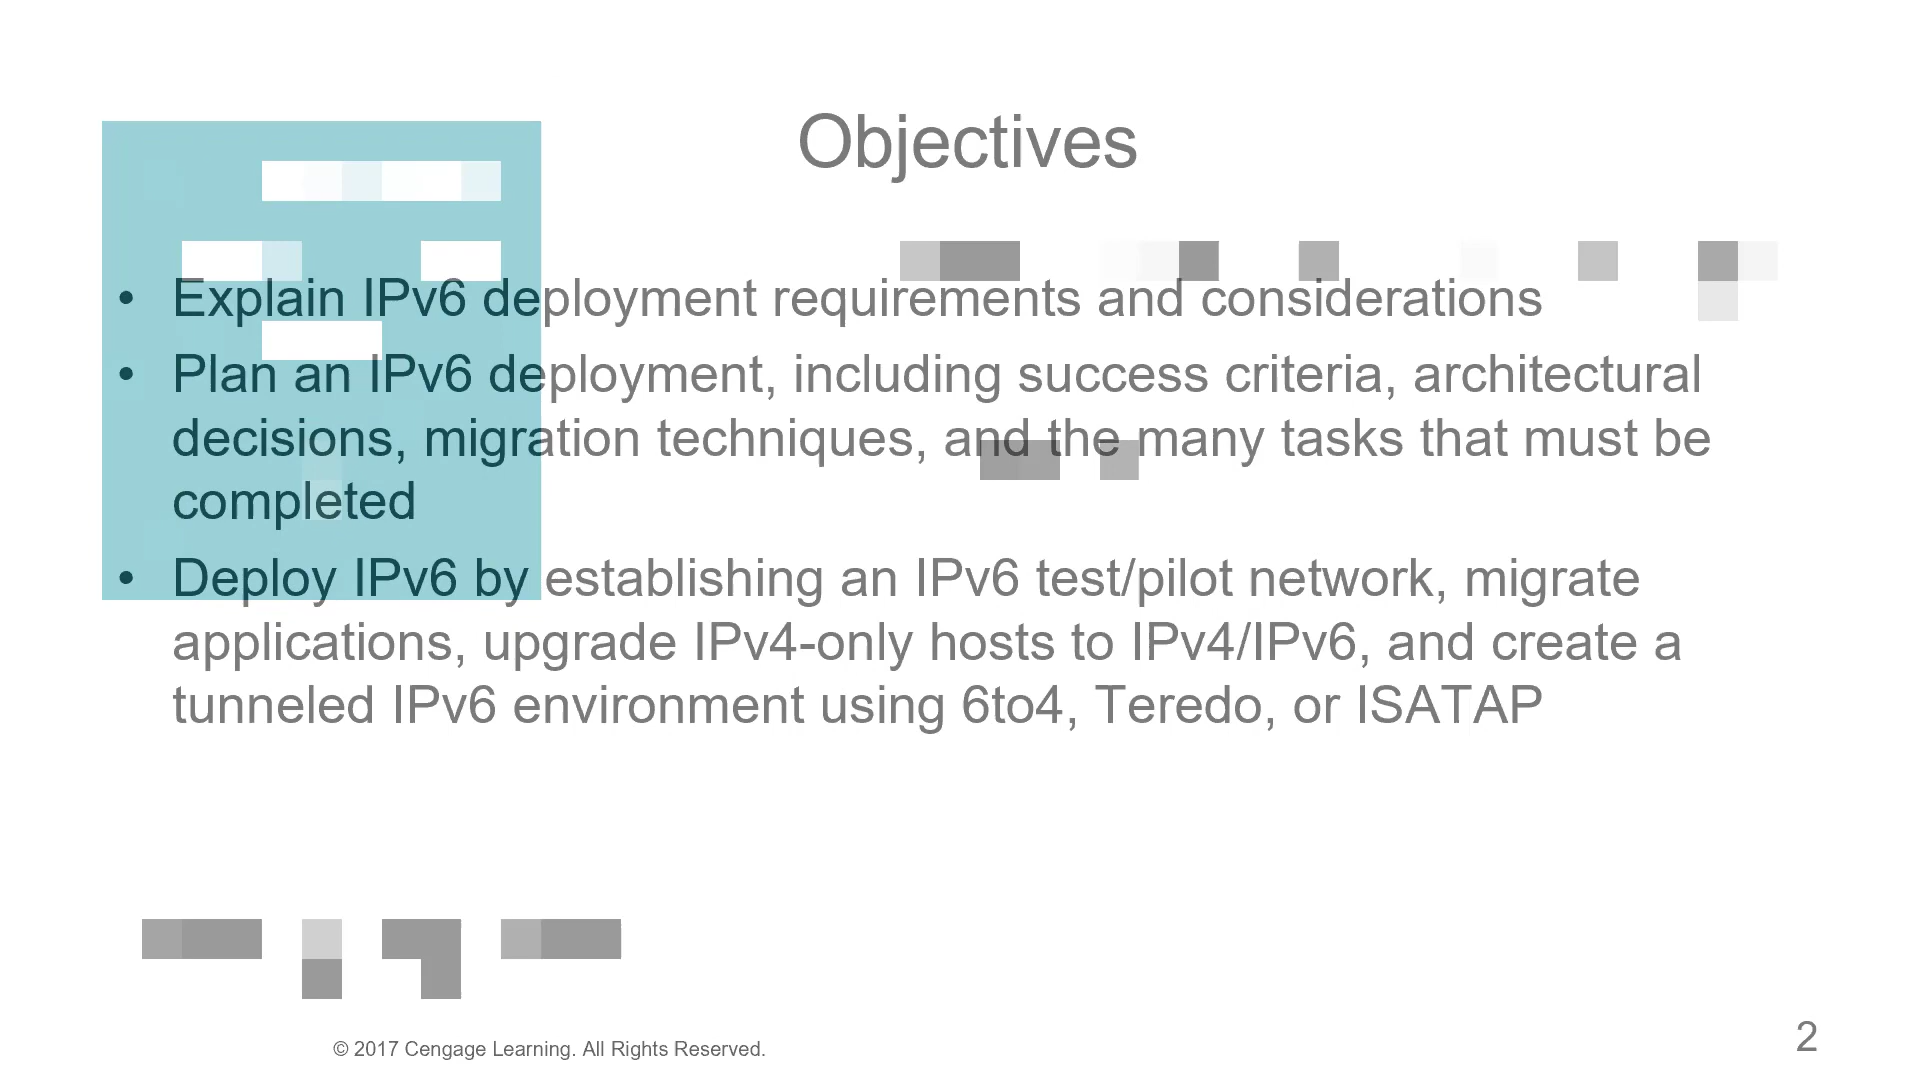 Objectives
• Explain IPv6 deployment requirements and considerations
• Plan an IPv6 deployment, including success criteria, architectural
decisions, migration techniques, and the many tasks that must be
completed
• Deploy IPv6 by establishing an IPv6 test/pilot network, migrate
applications, upgrade IPv4-only hosts to IPv4/IPv6, and create a
tunneled IPv6 environment using 6to4, Teredo, or ISATAP
© 2017 Cengage Learning. All Rights Reserved.
2